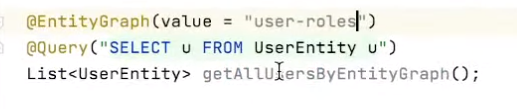 @EntityGraph(value = "user-roles")
@Query("SELECT u FROM UserEntity u")
List<UserEntity> getAllUsersByEntityGraph();